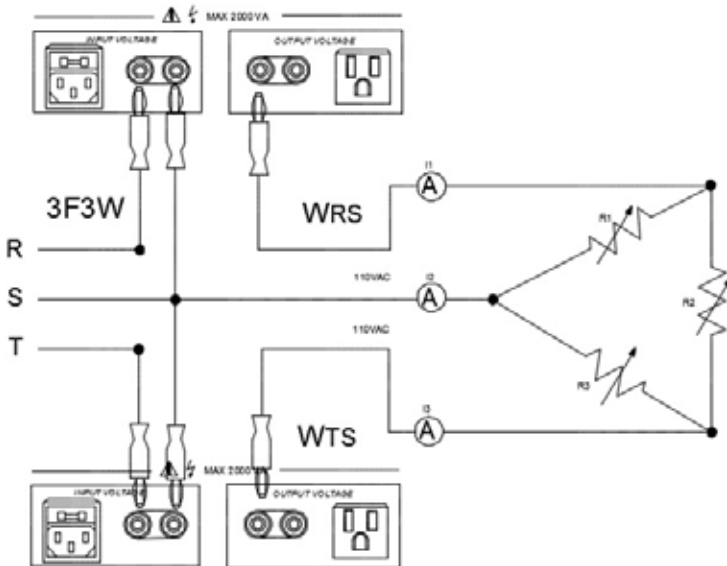 MAX 2000VA
INPUT VOLTAGE
OUTPUT VOLTAGE
I1
A
3F3W
WRS
R1
R
110VAC
I2
S
A
R2
110VAC
T
R3
I3
WTS
A
MAX 2000VA
INPUT VOLTAGE
OUTPUT VOLTAGE